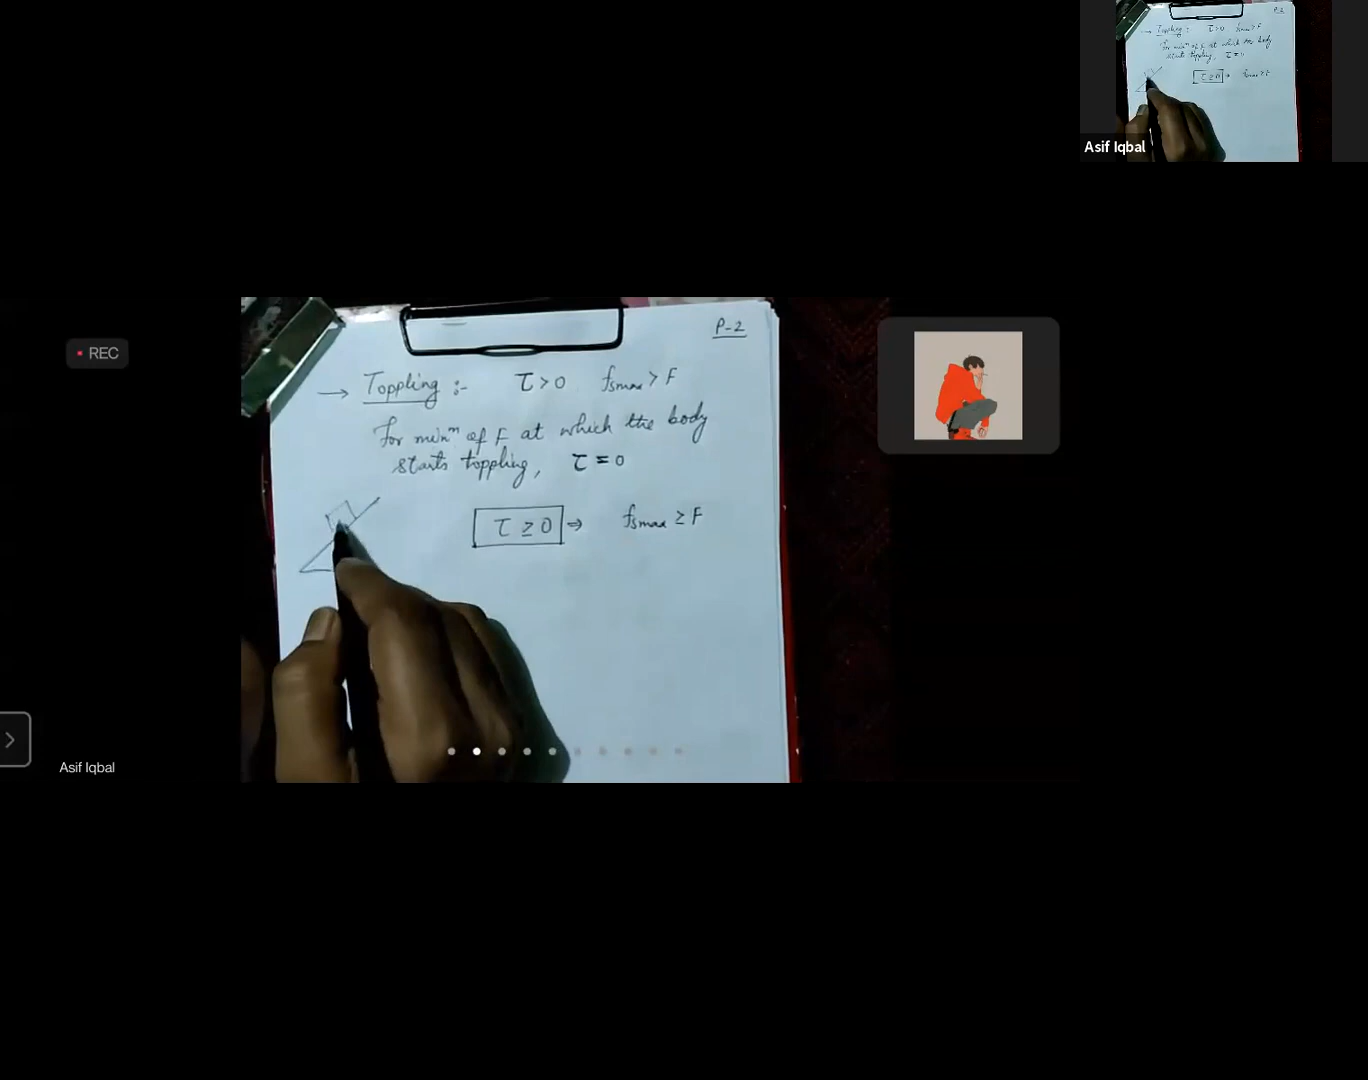 Asif Iqbal
REC
P-2
→ Toppling :- τ > 0 fsmax > F
For minᵐ of F at which the body
starts toppling, τ = 0
τ ≥ 0 ⇒ fsmax ≥ F
Asif Iqbal